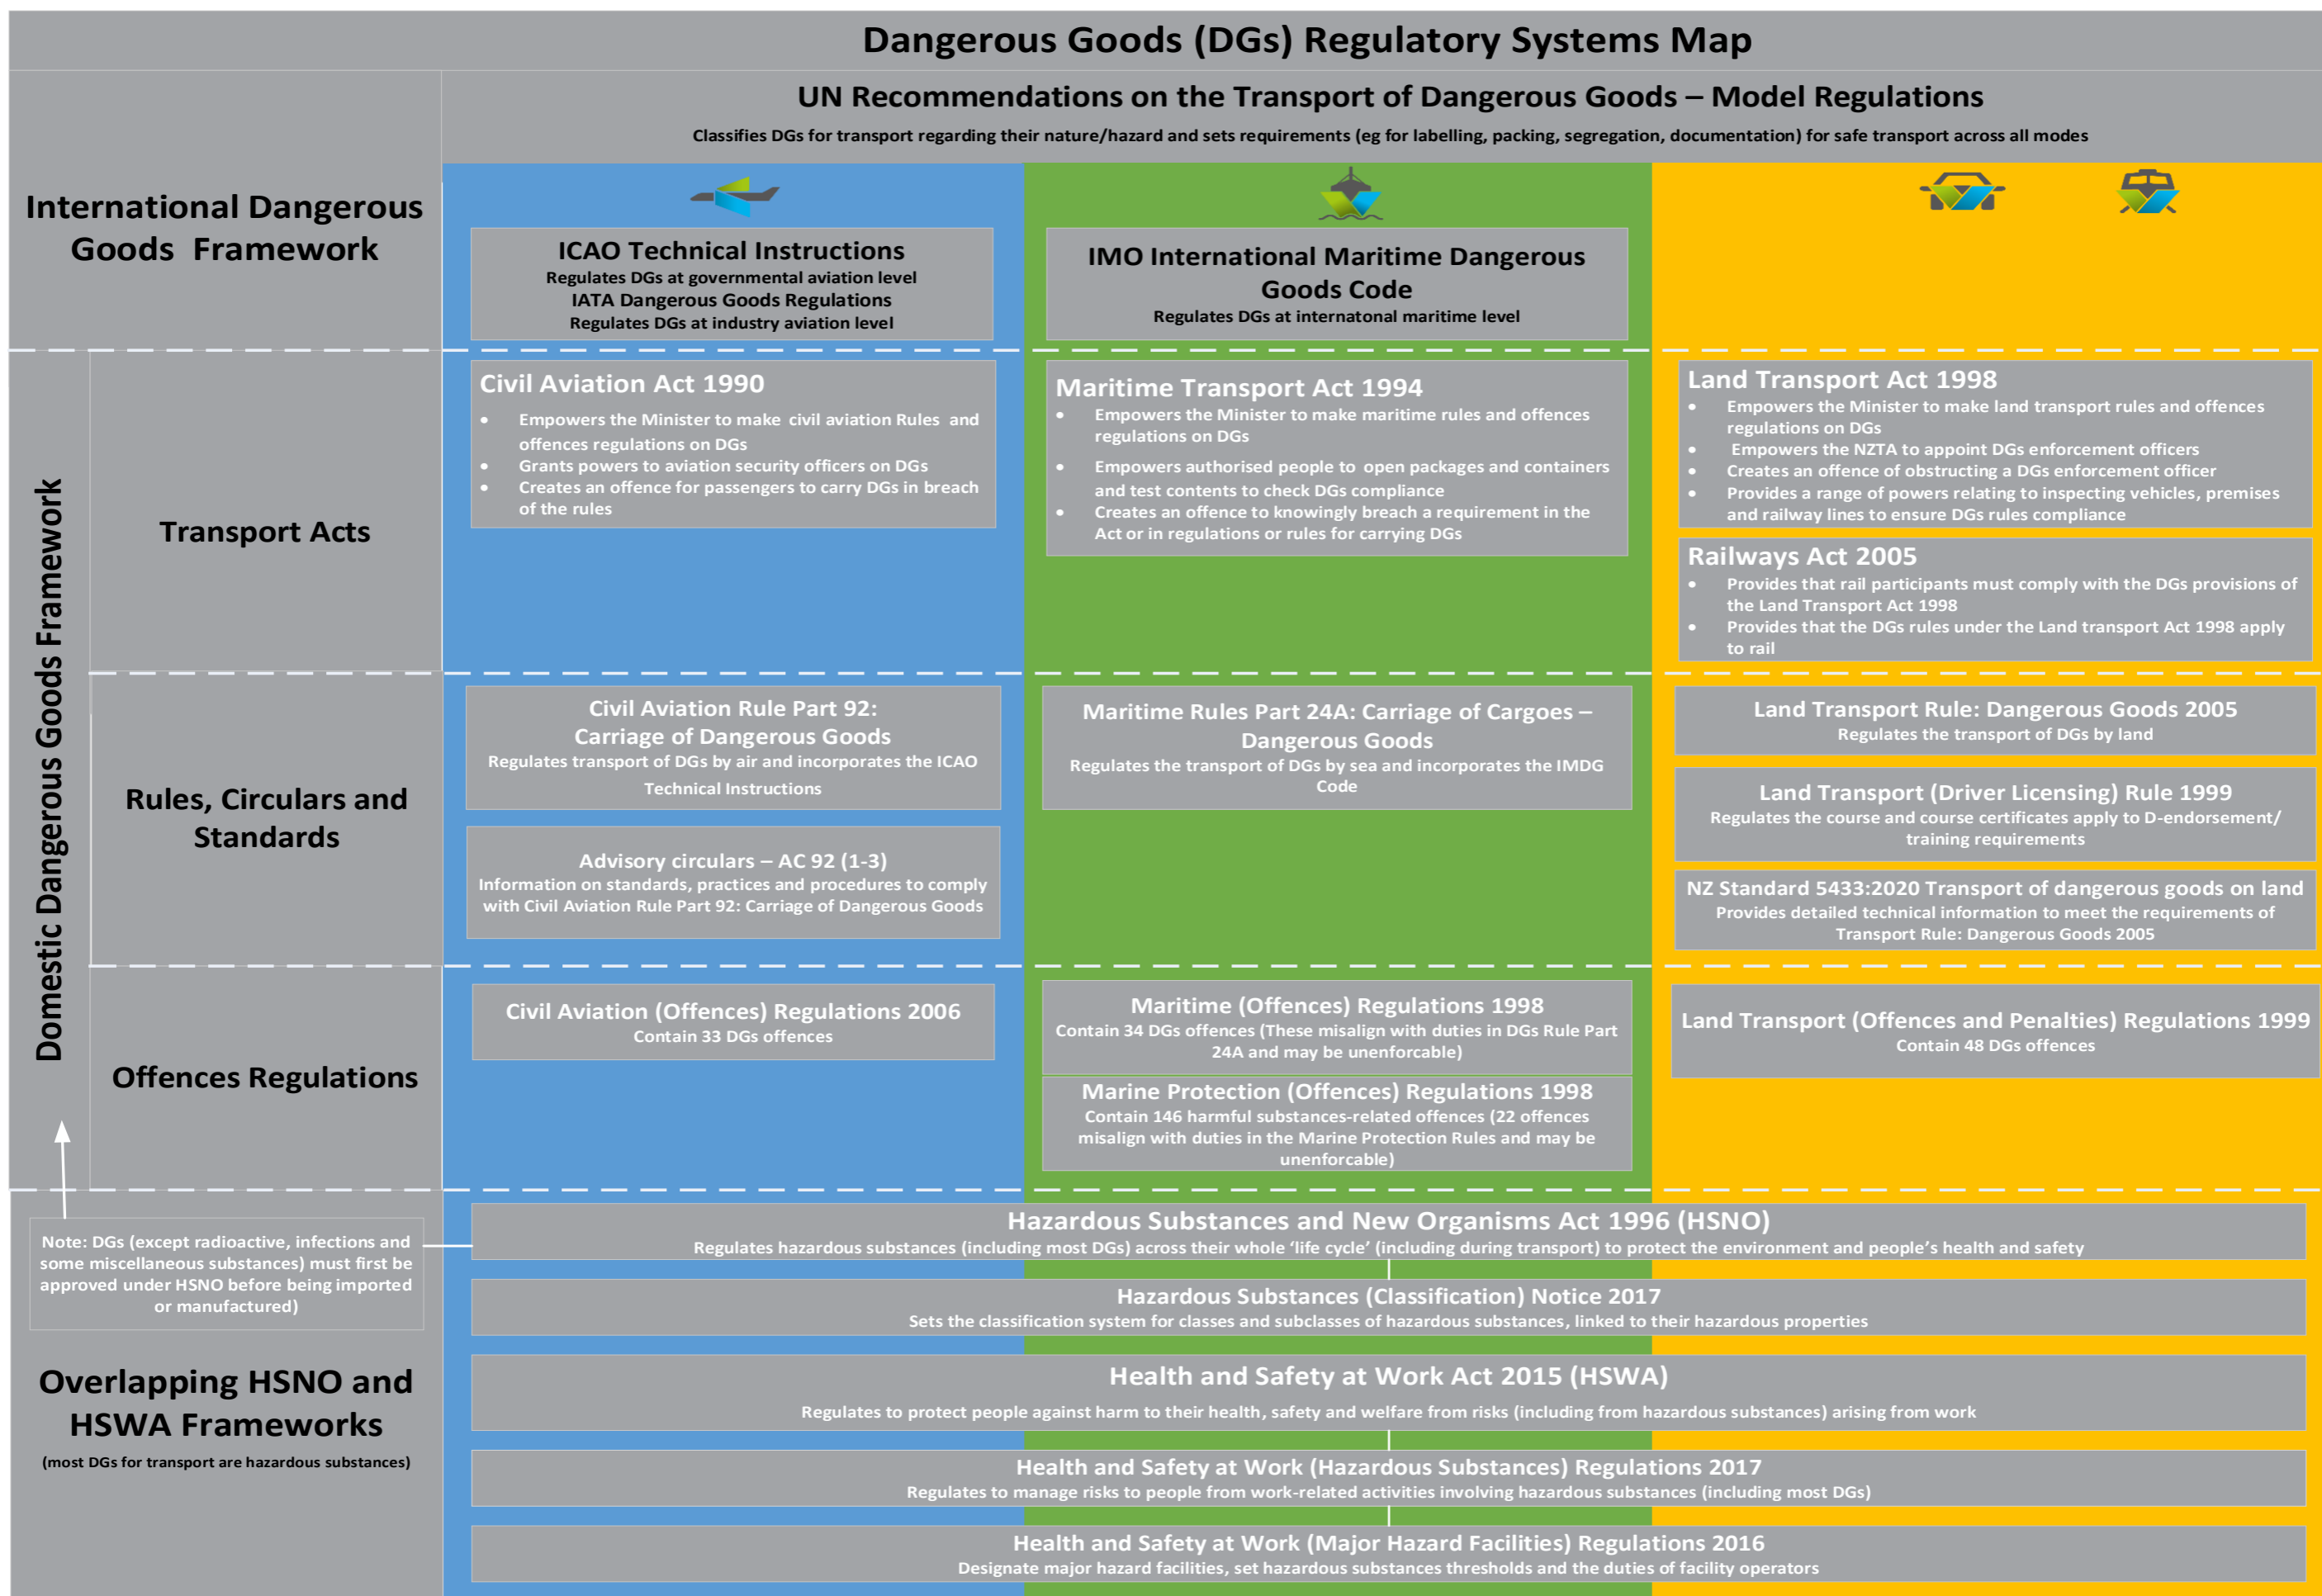 Dangerous Goods (DGs) Regulatory Systems Map
UN Recommendations on the Transport of Dangerous Goods – Model Regulations
Classifies DGs for transport regarding their nature/hazard and sets requirements (eg for labelling, packing, segregation, documentation) for safe transport across all modes
International Dangerous
Goods Framework
ICAO Technical Instructions
Regulates DGs at governmental aviation level
IATA Dangerous Goods Regulations
Regulates DGs at industry aviation level
IMO International Maritime Dangerous
Goods Code
Regulates DGs at internatonal maritime level
Domestic Dangerous Goods Framework
Transport Acts
Civil Aviation Act 1990
• Empowers the Minister to make civil aviation Rules and
offences regulations on DGs
• Grants powers to aviation security officers on DGs
• Creates an offence for passengers to carry DGs in breach
of the rules
Maritime Transport Act 1994
• Empowers the Minister to make maritime rules and offences
regulations on DGs
• Empowers authorised people to open packages and containers
and test contents to check DGs compliance
• Creates an offence to knowingly breach a requirement in the
Act or in regulations or rules for carrying DGs
Land Transport Act 1998
• Empowers the Minister to make land transport rules and offences
regulations on DGs
• Empowers the NZTA to appoint DGs enforcement officers
• Creates an offence of obstructing a DGs enforcement officer
• Provides a range of powers relating to inspecting vehicles, premises
and railway lines to ensure DGs rules compliance
Railways Act 2005
• Provides that rail participants must comply with the DGs provisions of
the Land Transport Act 1998
• Provides that the DGs rules under the Land transport Act 1998 apply
to rail
Rules, Circulars and
Standards
Civil Aviation Rule Part 92:
Carriage of Dangerous Goods
Regulates transport of DGs by air and incorporates the ICAO
Technical Instructions
Advisory circulars – AC 92 (1-3)
Information on standards, practices and procedures to comply
with Civil Aviation Rule Part 92: Carriage of Dangerous Goods
Maritime Rules Part 24A: Carriage of Cargoes –
Dangerous Goods
Regulates the transport of DGs by sea and incorporates the IMDG
Code
Land Transport Rule: Dangerous Goods 2005
Regulates the transport of DGs by land
Land Transport (Driver Licensing) Rule 1999
Regulates the course and course certificates apply to D-endorsement/
training requirements
NZ Standard 5433:2020 Transport of dangerous goods on land
Provides detailed technical information to meet the requirements of
Transport Rule: Dangerous Goods 2005
Offences Regulations
Civil Aviation (Offences) Regulations 2006
Contain 33 DGs offences
Maritime (Offences) Regulations 1998
Contain 34 DGs offences (These misalign with duties in DGs Rule Part
24A and may be unenforcable)
Marine Protection (Offences) Regulations 1998
Contain 146 harmful substances-related offences (22 offences
misalign with duties in the Marine Protection Rules and may be
unenforcable)
Land Transport (Offences and Penalties) Regulations 1999
Contain 48 DGs offences
Note: DGs (except radioactive, infections and
some miscellaneous substances) must first be
approved under HSNO before being imported
or manufactured)
Overlapping HSNO and
HSWA Frameworks
(most DGs for transport are hazardous substances)
Hazardous Substances and New Organisms Act 1996 (HSNO)
Regulates hazardous substances (including most DGs) across their whole ‘life cycle’ (including during transport) to protect the environment and people’s health and safety
Hazardous Substances (Classification) Notice 2017
Sets the classification system for classes and subclasses of hazardous substances, linked to their hazardous properties
Health and Safety at Work Act 2015 (HSWA)
Regulates to protect people against harm to their health, safety and welfare from risks (including from hazardous substances) arising from work
Health and Safety at Work (Hazardous Substances) Regulations 2017
Regulates to manage risks to people from work-related activities involving hazardous substances (including most DGs)
Health and Safety at Work (Major Hazard Facilities) Regulations 2016
Designate major hazard facilities, set hazardous substances thresholds and the duties of facility operators